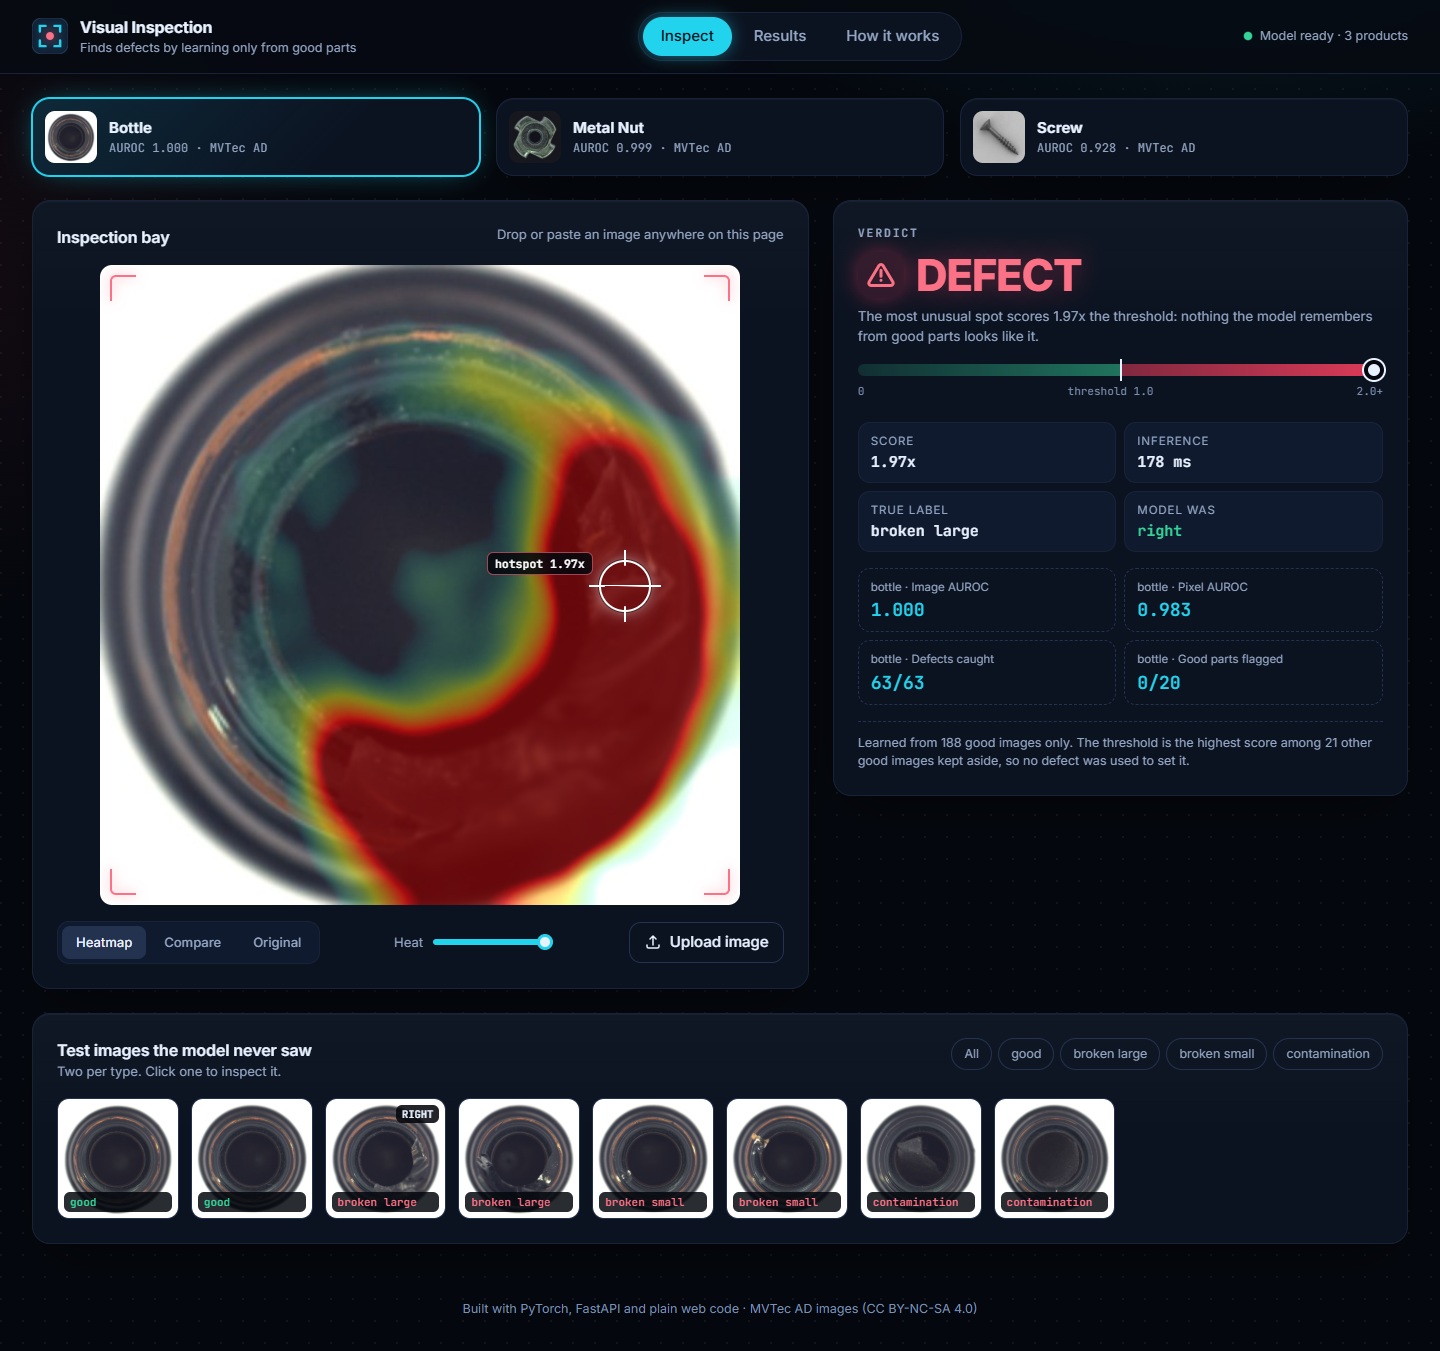 Visual Inspection
Finds defects by learning only from good parts
Inspect
Results
How it works
Model ready · 3 products
Bottle
AUROC 1.000 · MVTec AD
Metal Nut
AUROC 0.999 · MVTec AD
Screw
AUROC 0.928 · MVTec AD
Inspection bay
Drop or paste an image anywhere on this page
hotspot 1.97x
Heatmap
Compare
Original
Heat
Upload image
VERDICT
DEFECT
The most unusual spot scores 1.97x the threshold: nothing the model remembers
from good parts looks like it.
0
threshold 1.0
2.0+
SCORE
1.97x
INFERENCE
178 ms
TRUE LABEL
broken large
MODEL WAS
right
bottle · Image AUROC
1.000
bottle · Pixel AUROC
0.983
bottle · Defects caught
63/63
bottle · Good parts flagged
0/20
Learned from 188 good images only. The threshold is the highest score among 21 other
good images kept aside, so no defect was used to set it.
Test images the model never saw
Two per type. Click one to inspect it.
All
good
broken large
broken small
contamination
RIGHT
good
good
broken large
broken large
broken small
broken small
contamination
contamination
Built with PyTorch, FastAPI and plain web code · MVTec AD images (CC BY-NC-SA 4.0)